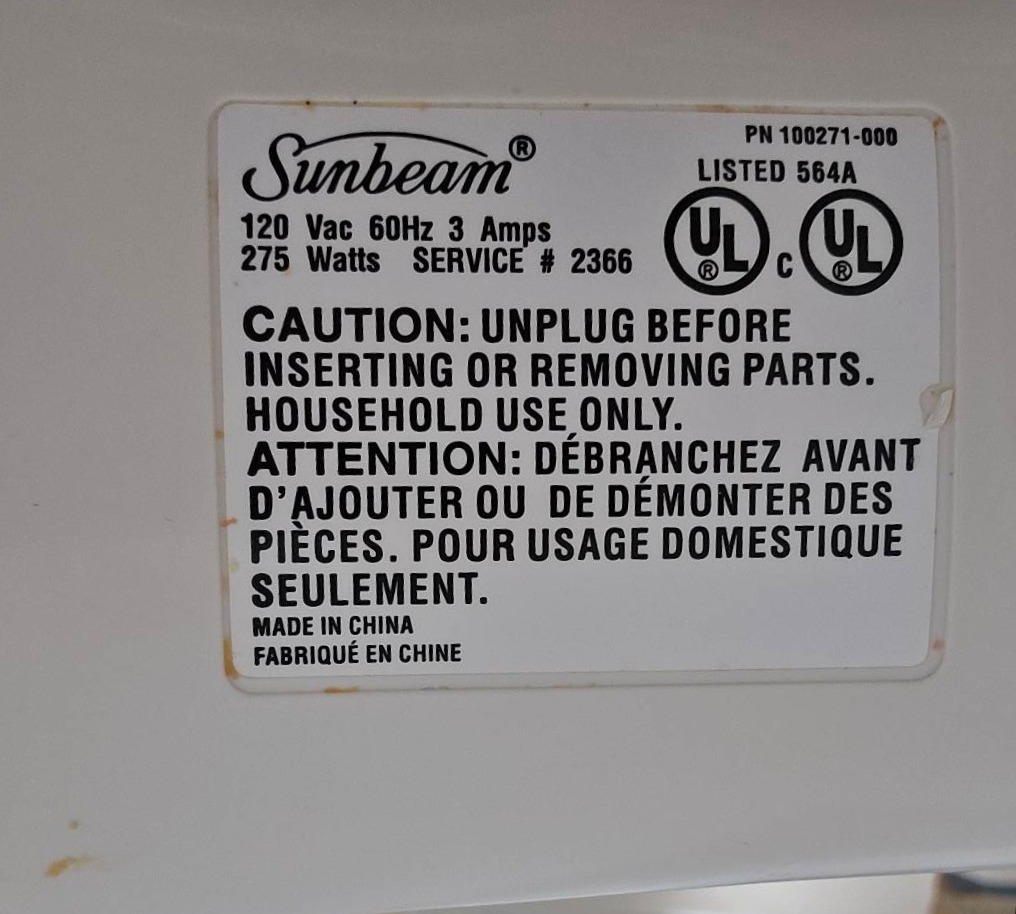 Sunbeam®
PN 100271-000
LISTED 564A
120 Vac 60Hz 3 Amps
275 Watts SERVICE # 2366
UL® C UL®
CAUTION: UNPLUG BEFORE
INSERTING OR REMOVING PARTS.
HOUSEHOLD USE ONLY.
ATTENTION: DÉBRANCHEZ AVANT
D'AJOUTER OU DE DÉMONTER DES
PIÈCES. POUR USAGE DOMESTIQUE
SEULEMENT.
MADE IN CHINA
FABRIQUÉ EN CHINE